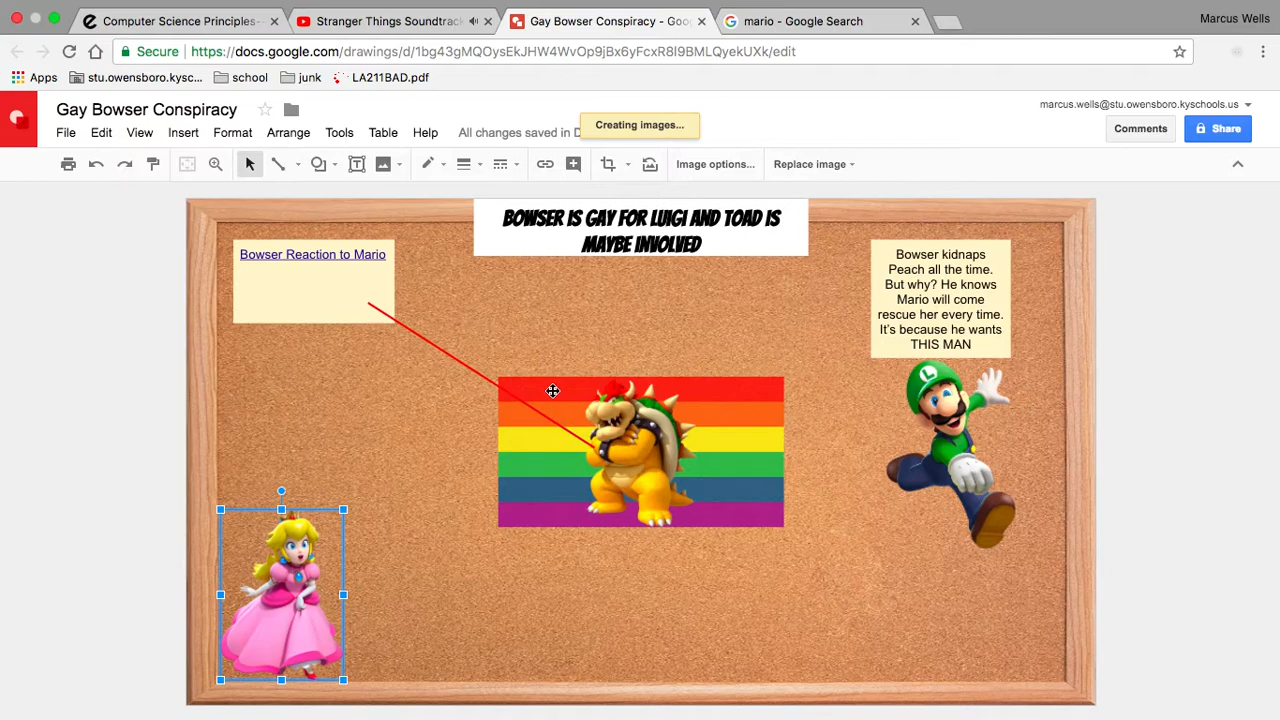 Computer Science Principles--
Stranger Things Soundtrack
Gay Bowser Conspiracy - Goo
mario - Google Search
Marcus Wells
Secure
https://docs.google.com/drawings/d/1bg43gMQOysEkJHW4WvOp9jBx6yFcxR8I9BMLQyekUXk/edit
Apps
stu.owensboro.kysc...
school
junk
LA211BAD.pdf
Gay Bowser Conspiracy
marcus.wells@stu.owensboro.kyschools.us
File Edit View Insert Format Arrange Tools Table Help
All changes saved in D
Creating images...
Comments
Share
Image options...
Replace image
BOWSER IS GAY FOR LUIGI AND TOAD IS
MAYBE INVOLVED
Bowser Reaction to Mario
Bowser kidnaps
Peach all the time.
But why? He knows
Mario will come
rescue her every time.
It's because he wants
THIS MAN
L